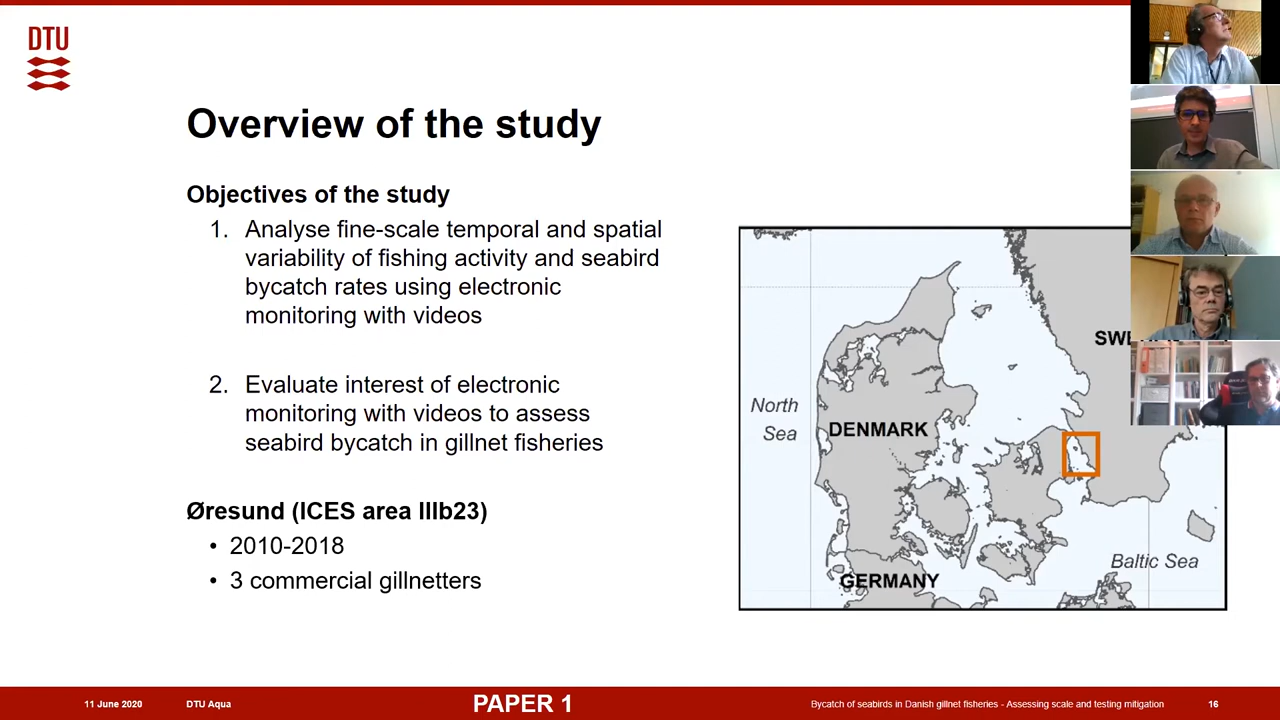 DTU
Overview of the study
Objectives of the study
1. Analyse fine-scale temporal and spatial
variability of fishing activity and seabird
bycatch rates using electronic
monitoring with videos
2. Evaluate interest of electronic
monitoring with videos to assess
seabird bycatch in gillnet fisheries
Øresund (ICES area IIIb23)
• 2010-2018
• 3 commercial gillnetters
North
Sea
DENMARK
GERMANY
Baltic Sea
11 June 2020
DTU Aqua
PAPER 1
Bycatch of seabirds in Danish gillnet fisheries - Assessing scale and testing mitigation
16